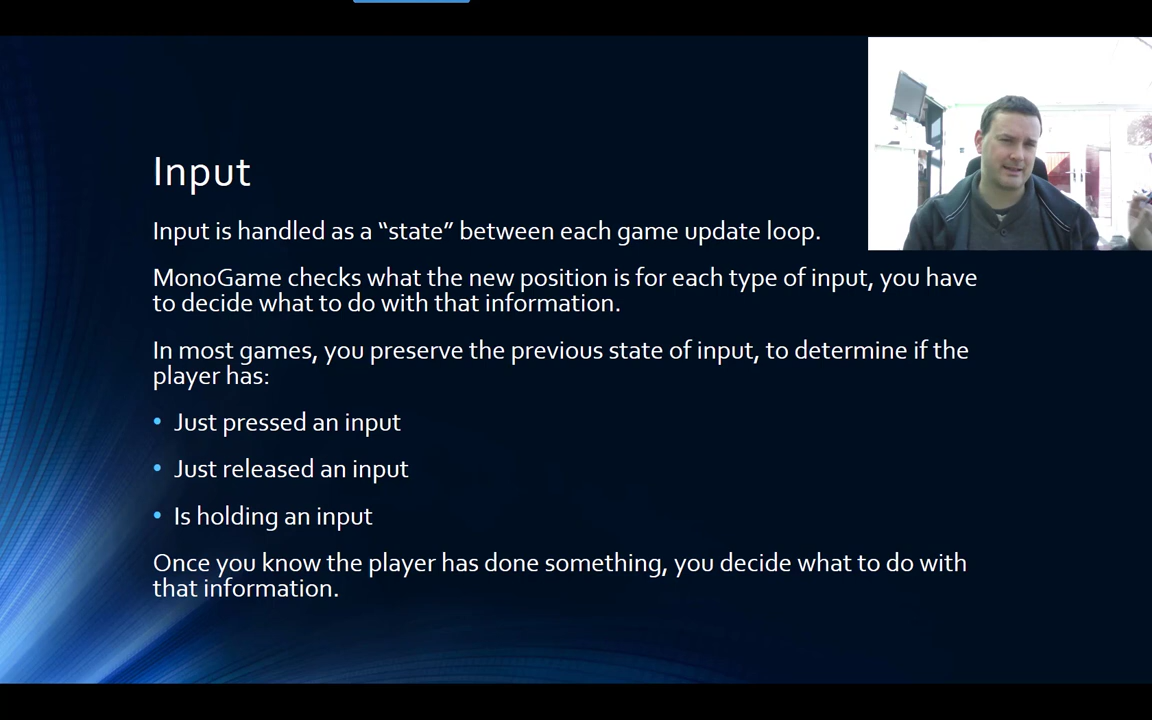 Input
Input is handled as a “state” between each game update loop.
MonoGame checks what the new position is for each type of input, you have
to decide what to do with that information.
In most games, you preserve the previous state of input, to determine if the
player has:
• Just pressed an input
• Just released an input
• Is holding an input
Once you know the player has done something, you decide what to do with
that information.